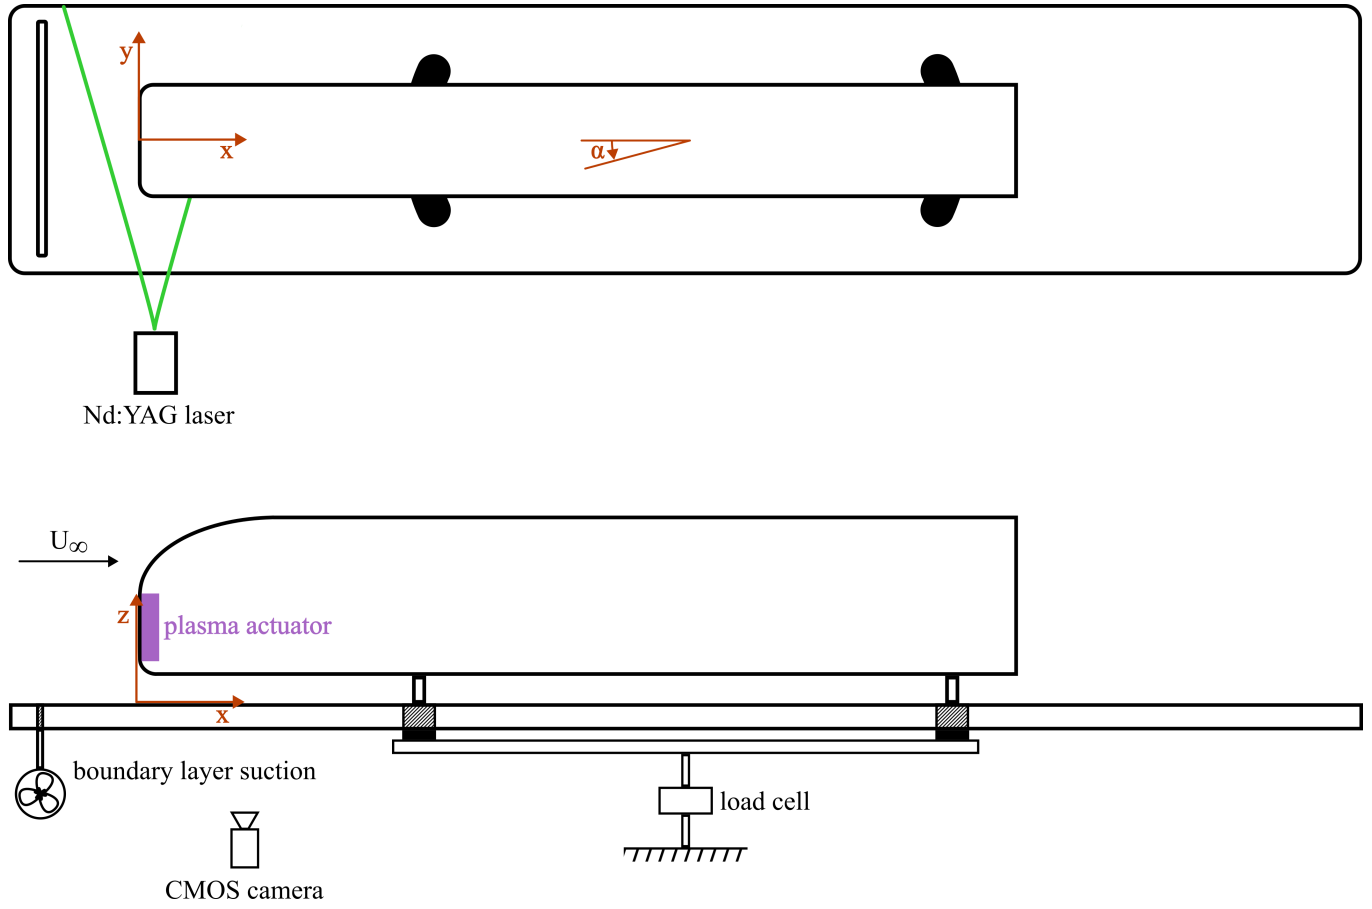 y
x
α
Nd:YAG laser
U∞
z
plasma actuator
x
boundary layer suction
load cell
CMOS camera